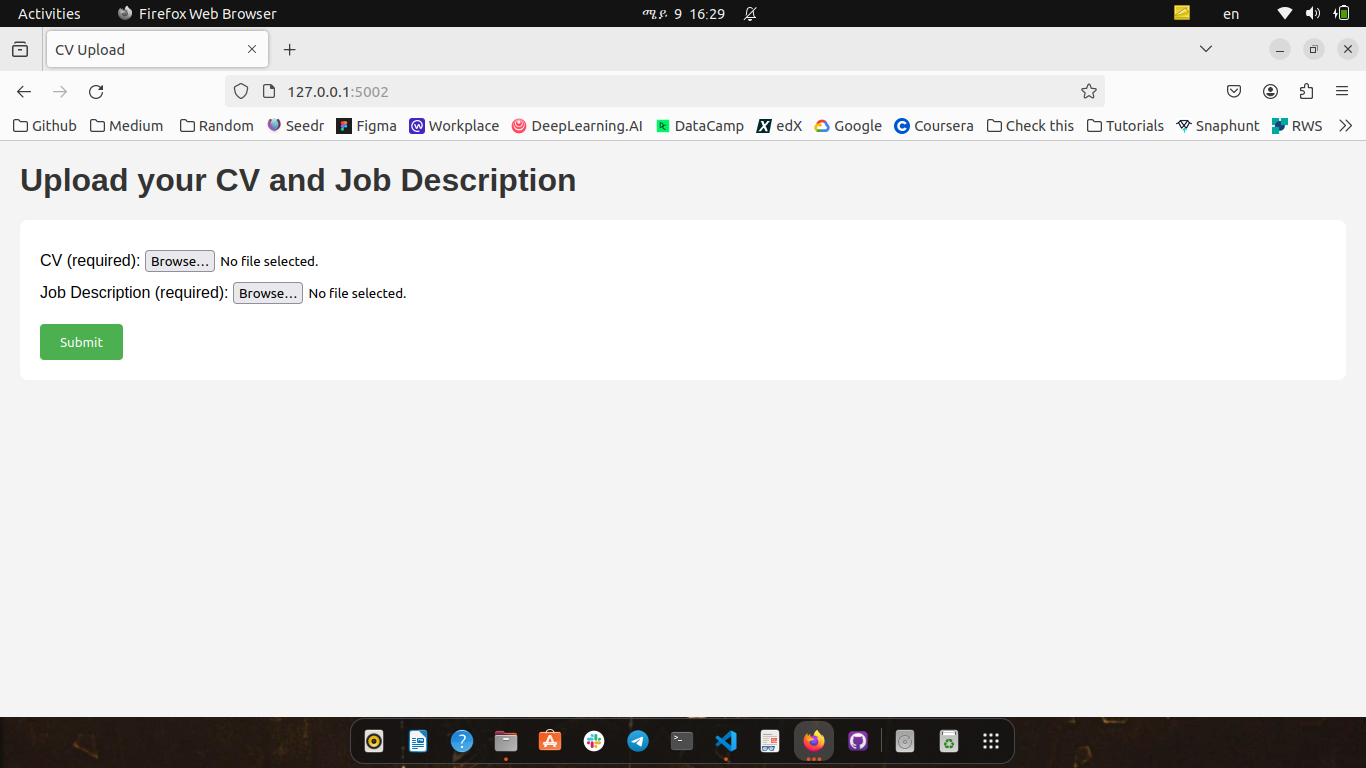 Activities Firefox Web Browser ሜይ 9 16:29 en
CV Upload
127.0.0.1:5002
Github Medium Random Seedr Figma Workplace DeepLearning.AI DataCamp edX Google Coursera Check this Tutorials Snaphunt RWS
Upload your CV and Job Description
CV (required): Browse... No file selected.
Job Description (required): Browse... No file selected.
Submit